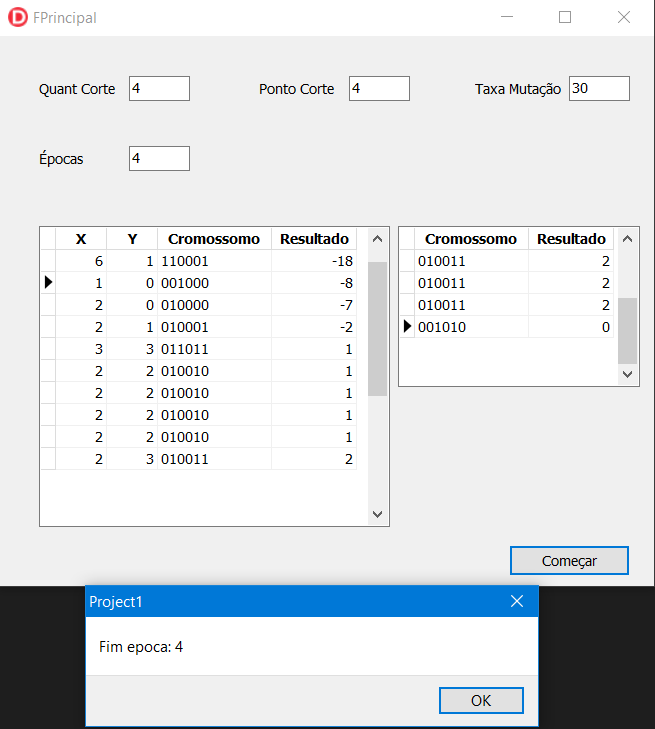 FPrincipal
Quant Corte 4 Ponto Corte 4 Taxa Mutação 30
Épocas 4
X Y Cromossomo Resultado
6 1 110001 -18
1 0 001000 -8
2 0 010000 -7
2 1 010001 -2
3 3 011011 1
2 2 010010 1
2 2 010010 1
2 2 010010 1
2 2 010010 1
2 3 010011 2
Cromossomo Resultado
010011 2
010011 2
010011 2
001010 0
Começar
Project1
Fim epoca: 4
OK